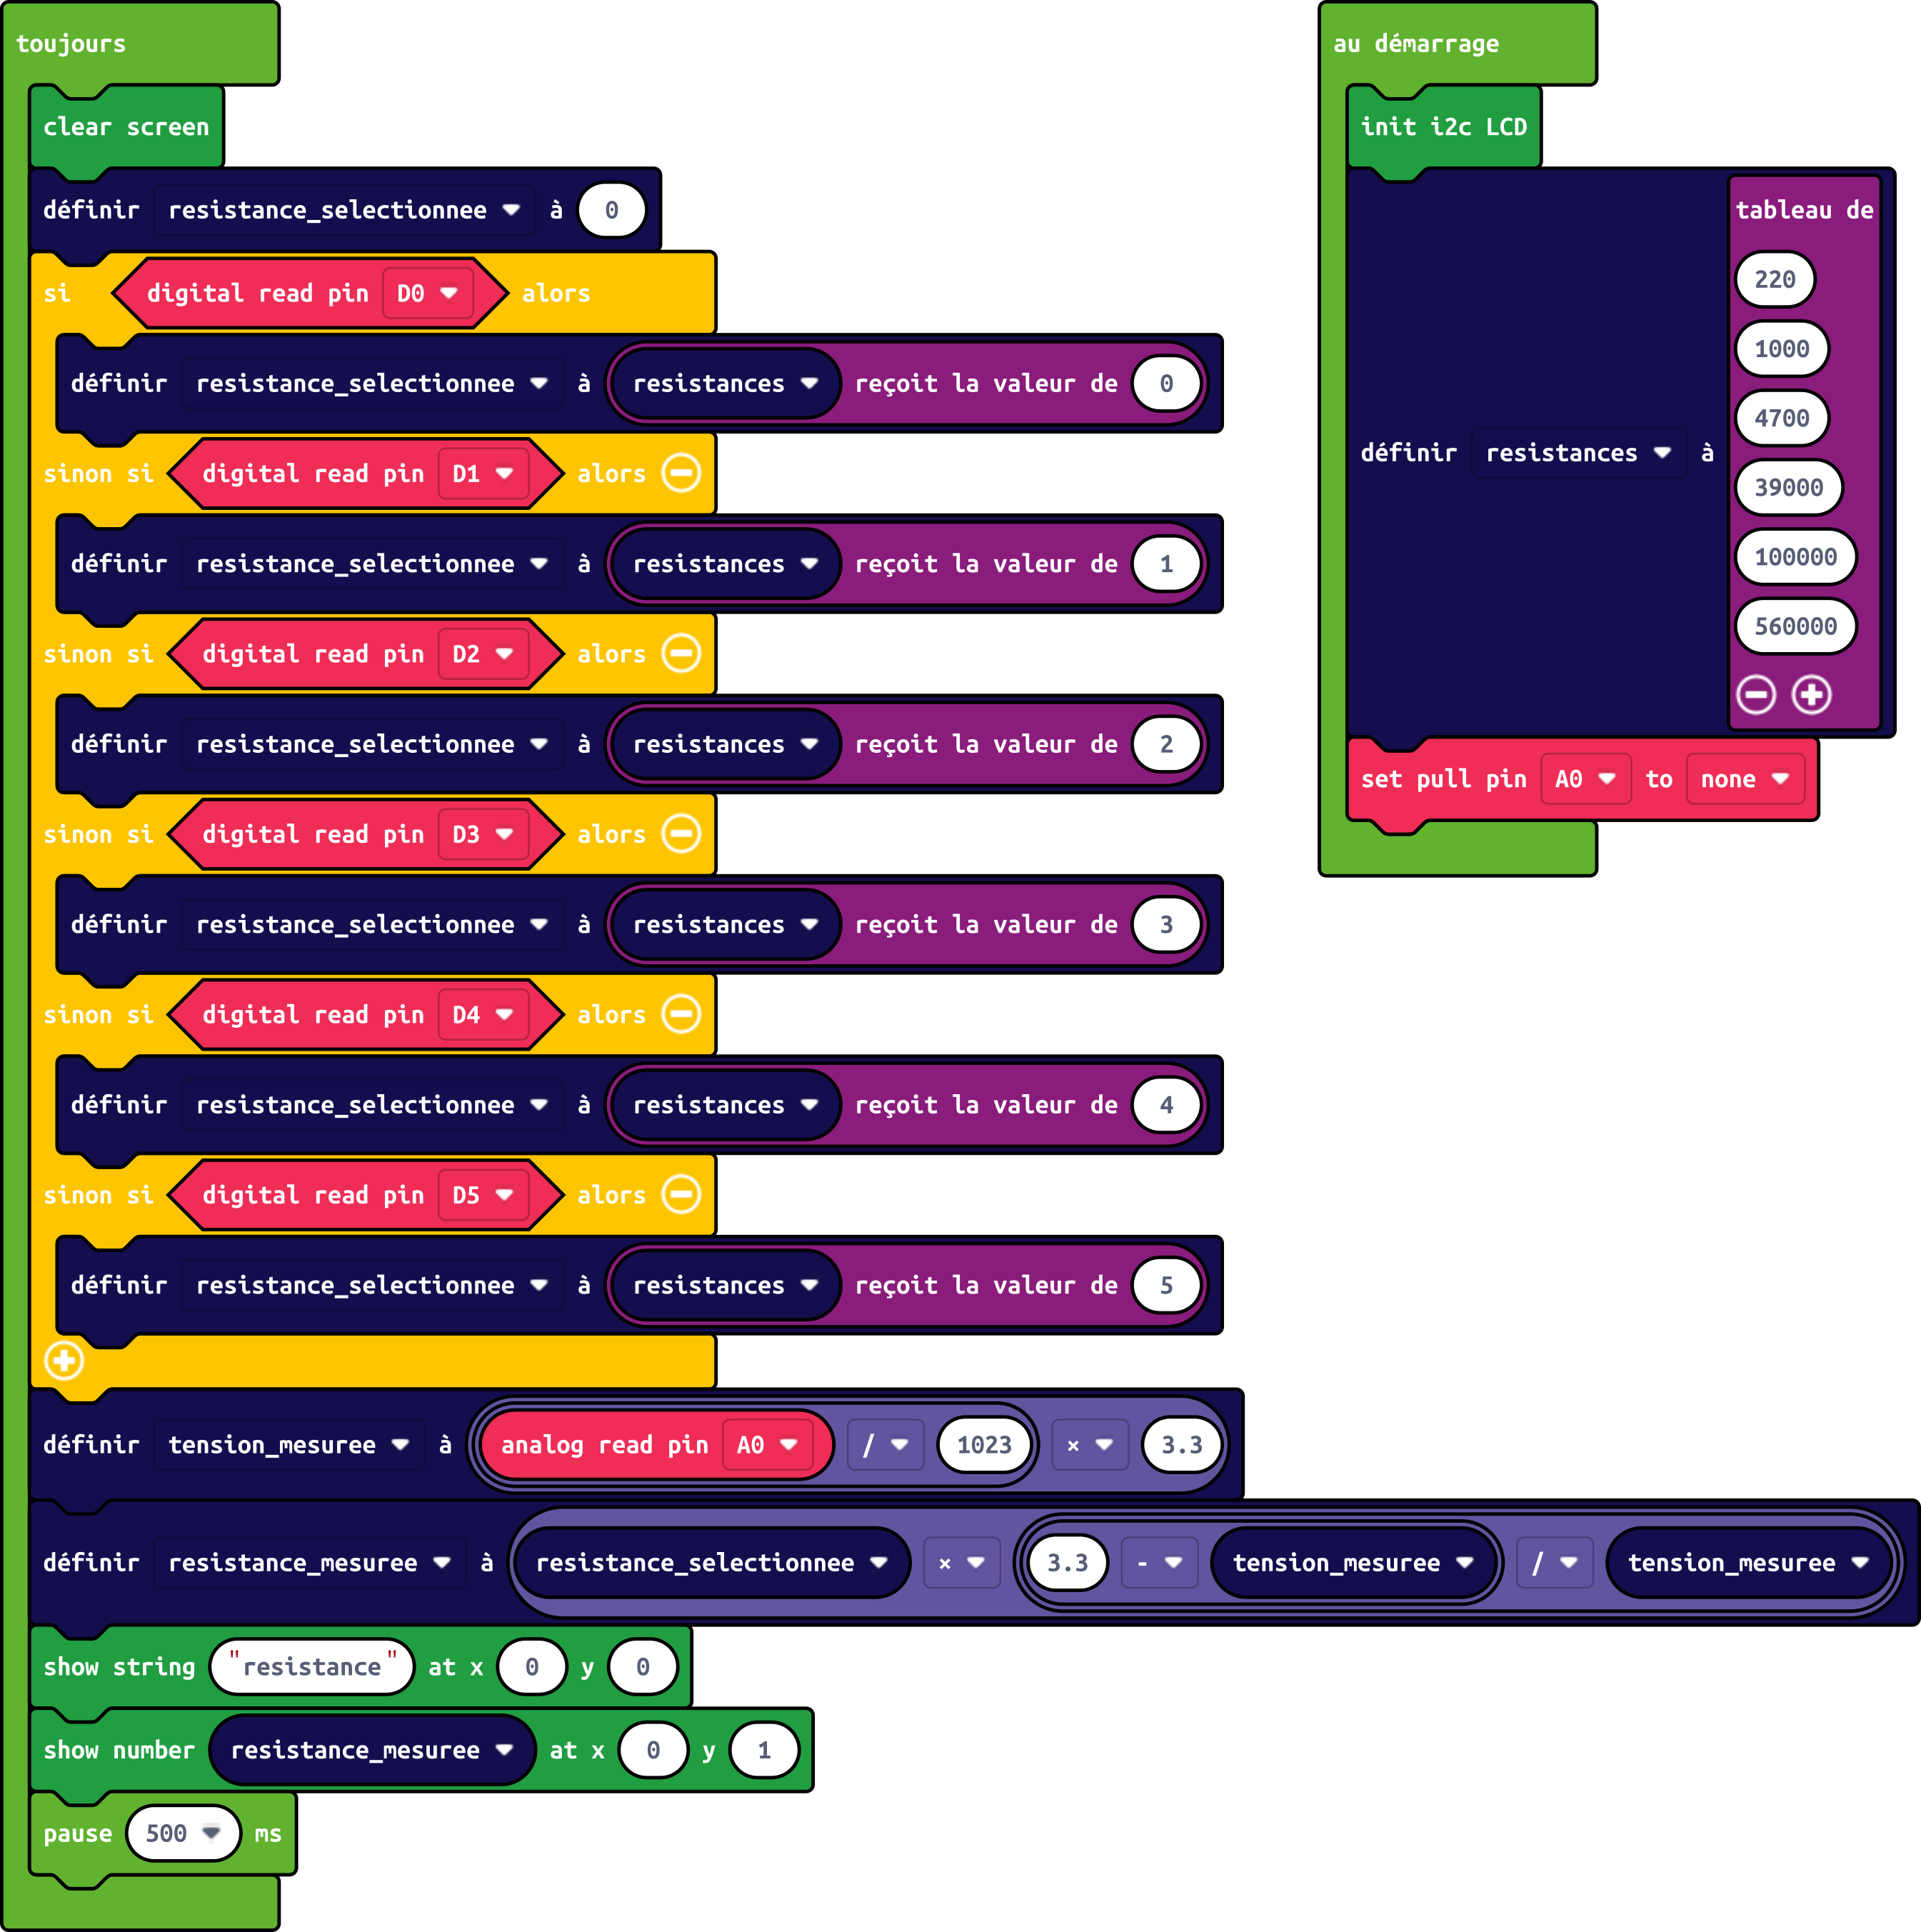 toujours
clear screen
définir resistance_selectionnee à 0
si digital read pin D0 alors
définir resistance_selectionnee à resistances reçoit la valeur de 0
sinon si digital read pin D1 alors
définir resistance_selectionnee à resistances reçoit la valeur de 1
sinon si digital read pin D2 alors
définir resistance_selectionnee à resistances reçoit la valeur de 2
sinon si digital read pin D3 alors
définir resistance_selectionnee à resistances reçoit la valeur de 3
sinon si digital read pin D4 alors
définir resistance_selectionnee à resistances reçoit la valeur de 4
sinon si digital read pin D5 alors
définir resistance_selectionnee à resistances reçoit la valeur de 5
définir tension_mesuree à analog read pin A0 / 1023 × 3.3
définir resistance_mesuree à resistance_selectionnee × 3.3 - tension_mesuree / tension_mesuree
show string "resistance" at x 0 y 0
show number resistance_mesuree at x 0 y 1
pause 500 ms
au démarrage
init i2c LCD
définir resistances à
tableau de
220
1000
4700
39000
100000
560000
set pull pin A0 to none